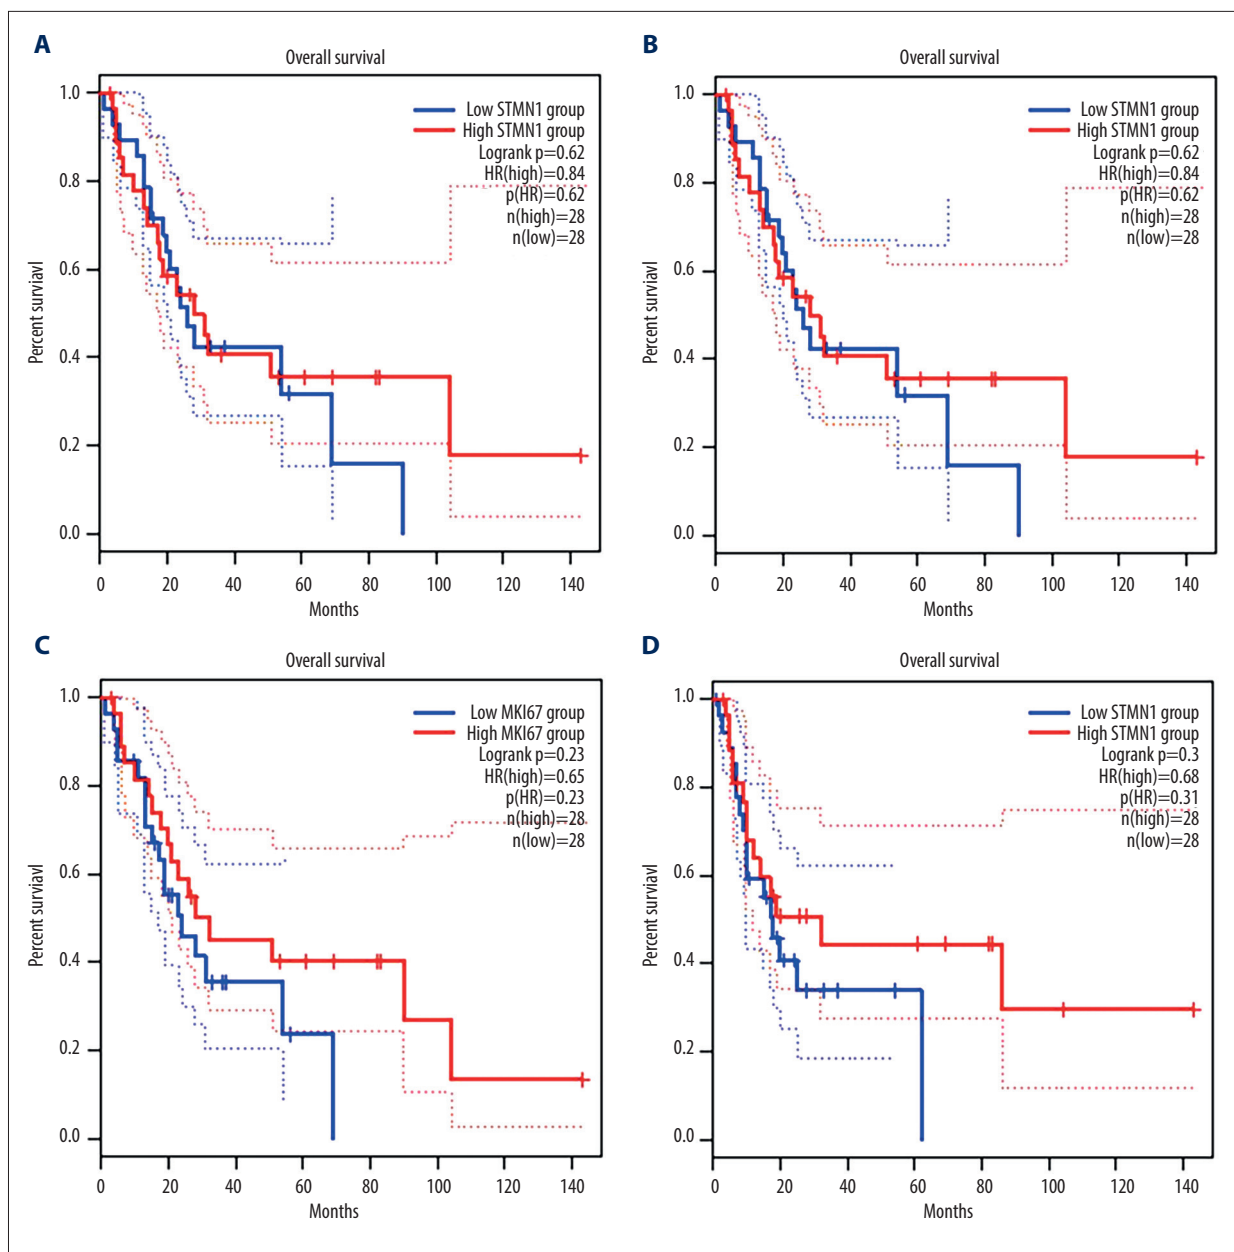 A
Overall survival
Low STMN1 group
High STMN1 group
Logrank p=0.62
HR(high)=0.84
p(HR)=0.62
n(high)=28
n(low)=28
Percent surviavl
1.0
0.8
0.6
0.4
0.2
0.0
0 20 40 60 80 100 120 140
Months
B
Overall survival
Low STMN1 group
High STMN1 group
Logrank p=0.62
HR(high)=0.84
p(HR)=0.62
n(high)=28
n(low)=28
Percent surviavl
1.0
0.8
0.6
0.4
0.2
0.0
0 20 40 60 80 100 120 140
Months
C
Overall survival
Low MKI67 group
High MKI67 group
Logrank p=0.23
HR(high)=0.65
p(HR)=0.23
n(high)=28
n(low)=28
Percent surviavl
1.0
0.8
0.6
0.4
0.2
0.0
0 20 40 60 80 100 120 140
Months
D
Overall survival
Low STMN1 group
High STMN1 group
Logrank p=0.3
HR(high)=0.68
p(HR)=0.31
n(high)=28
n(low)=28
Percent surviavl
1.0
0.8
0.6
0.4
0.2
0.0
0 20 40 60 80 100 120 140
Months